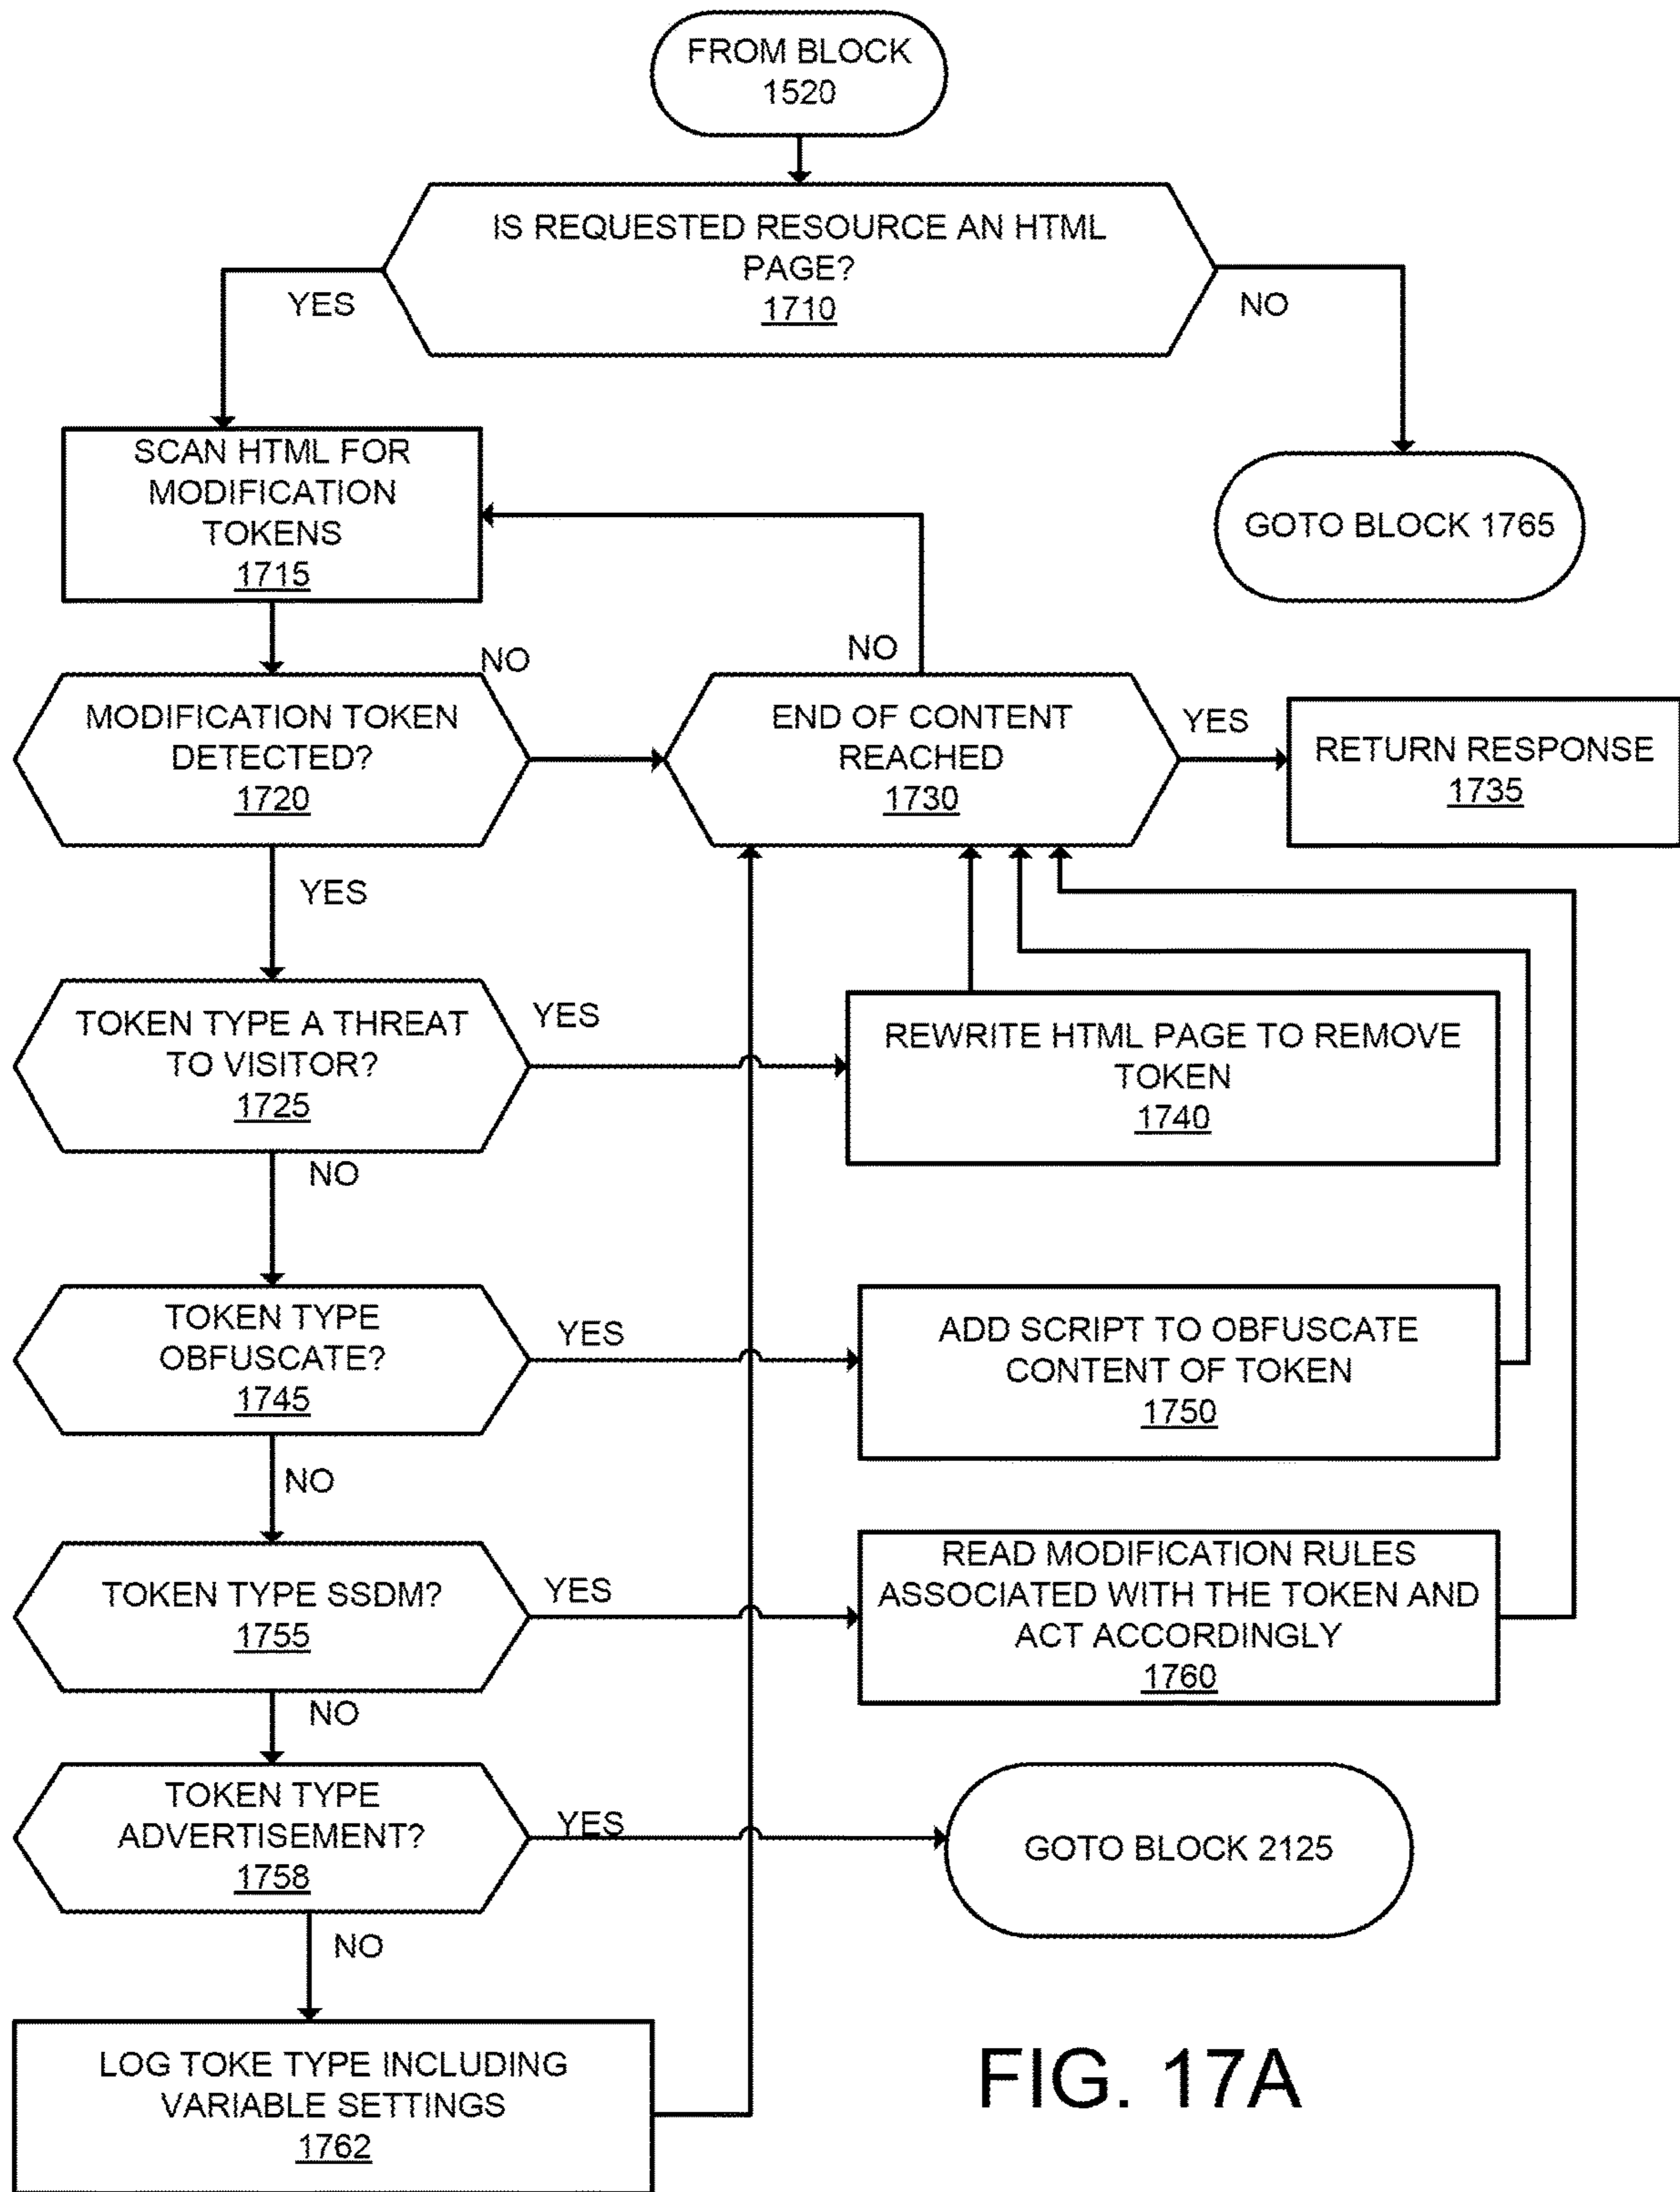 FROM BLOCK
1520
IS REQUESTED RESOURCE AN HTML
PAGE?
1710
YES
NO
SCAN HTML FOR
MODIFICATION
TOKENS
1715
GOTO BLOCK 1765
NO
NO
MODIFICATION TOKEN
DETECTED?
1720
END OF CONTENT
REACHED
1730
YES
RETURN RESPONSE
1735
YES
TOKEN TYPE A THREAT
TO VISITOR?
1725
YES
REWRITE HTML PAGE TO REMOVE
TOKEN
1740
NO
TOKEN TYPE
OBFUSCATE?
1745
YES
ADD SCRIPT TO OBFUSCATE
CONTENT OF TOKEN
1750
NO
TOKEN TYPE SSDM?
1755
YES
READ MODIFICATION RULES
ASSOCIATED WITH THE TOKEN AND
ACT ACCORDINGLY
1760
NO
TOKEN TYPE
ADVERTISEMENT?
1758
YES
GOTO BLOCK 2125
NO
LOG TOKE TYPE INCLUDING
VARIABLE SETTINGS
1762
FIG. 17A